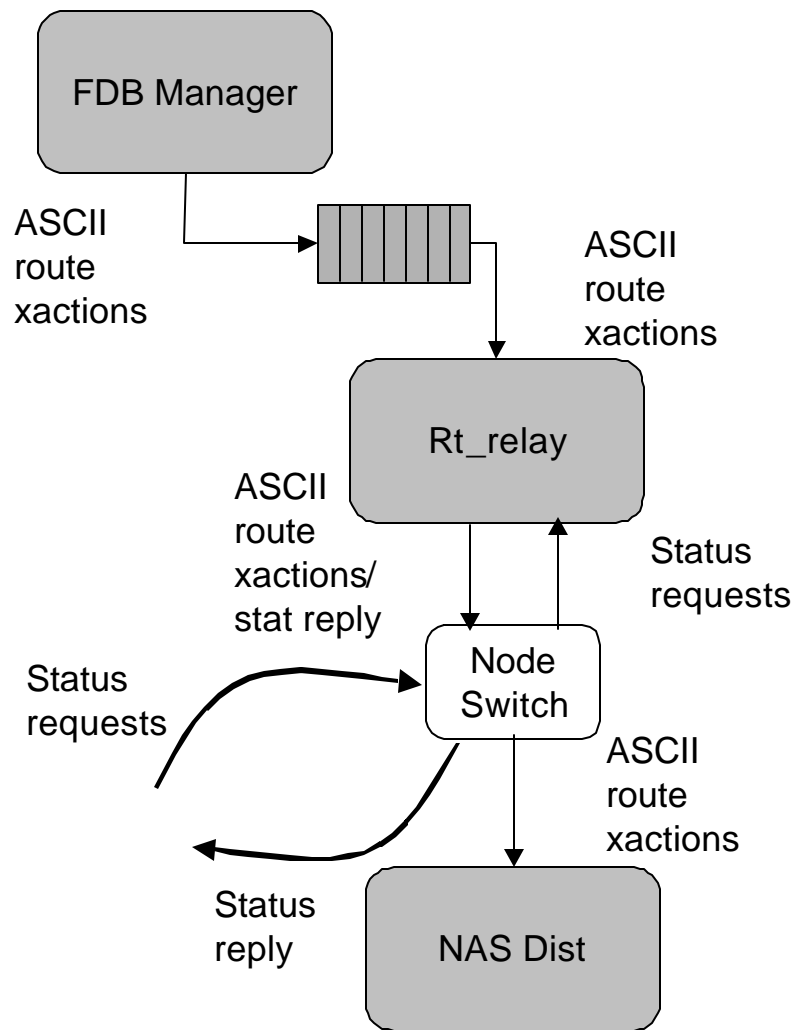 FDB Manager
ASCII
route
xactions
ASCII
route
xactions
Rt_relay
ASCII
route
xactions/
stat reply
Status
requests
Node
Switch
Status
requests
ASCII
route
xactions
Status
reply
NAS Dist